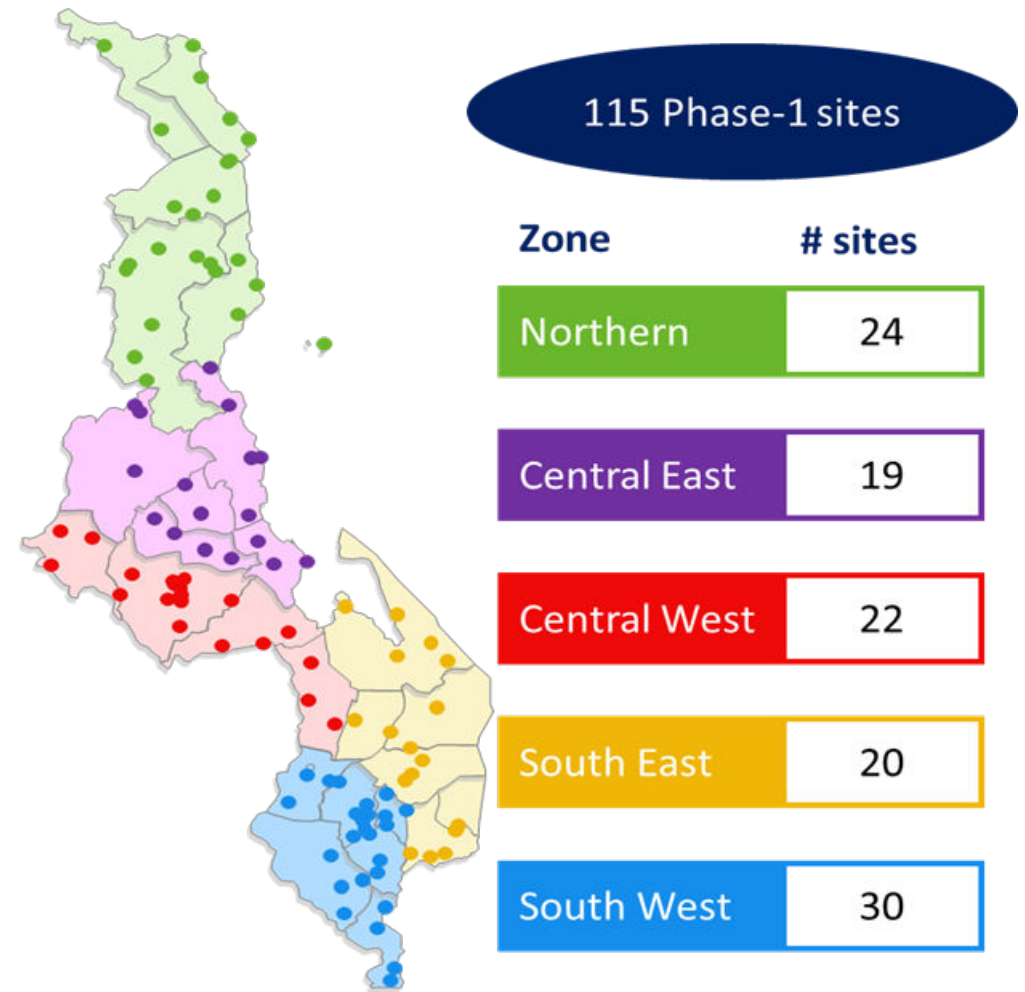 115 Phase-1 sites
Zone # sites
Northern 24
Central East 19
Central West 22
South East 20
South West 30